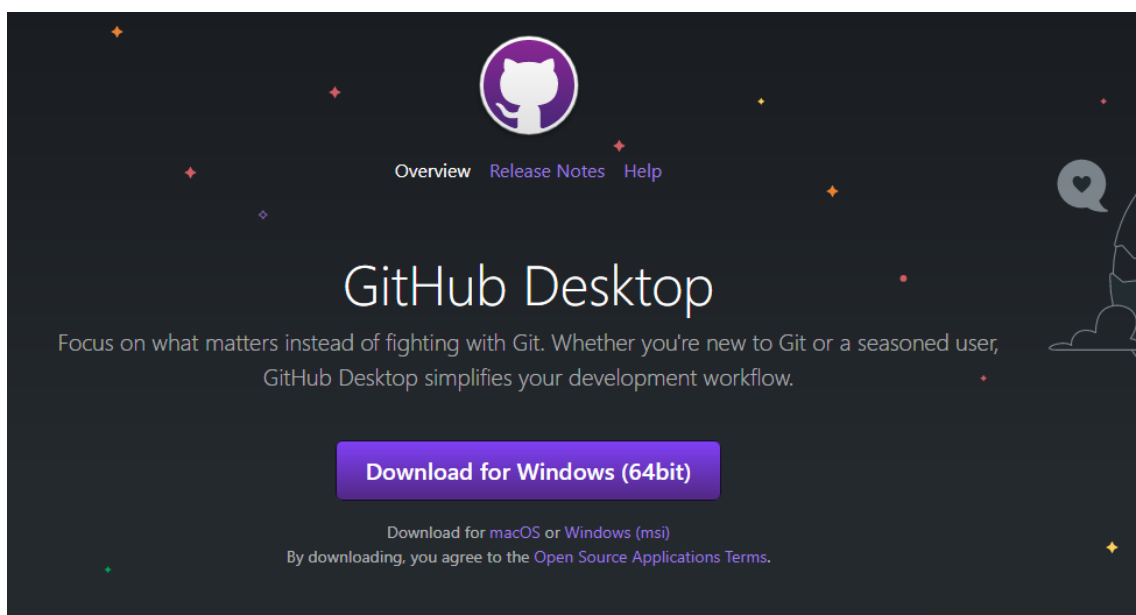 Overview Release Notes Help
GitHub Desktop
Focus on what matters instead of fighting with Git. Whether you're new to Git or a seasoned user,
GitHub Desktop simplifies your development workflow.
Download for Windows (64bit)
Download for macOS or Windows (msi)
By downloading, you agree to the Open Source Applications Terms.